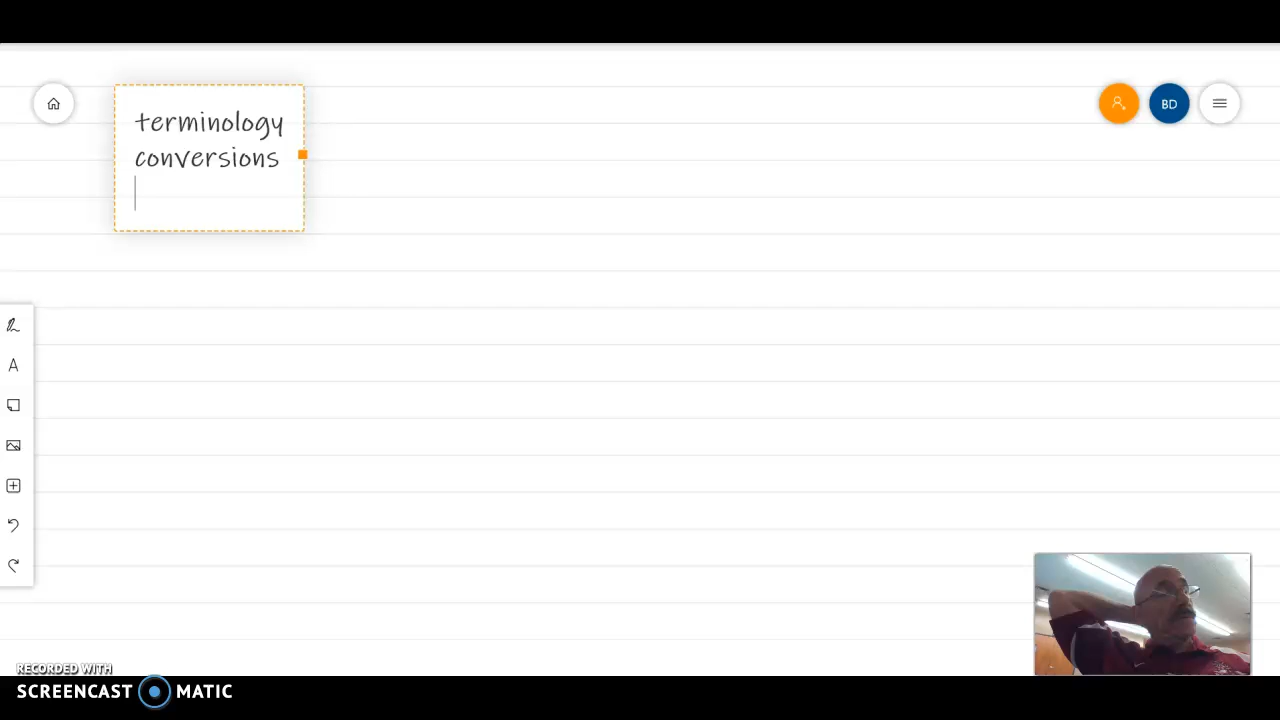 terminology
conversions
BD
A
RECORDED WITH
SCREENCAST MATIC